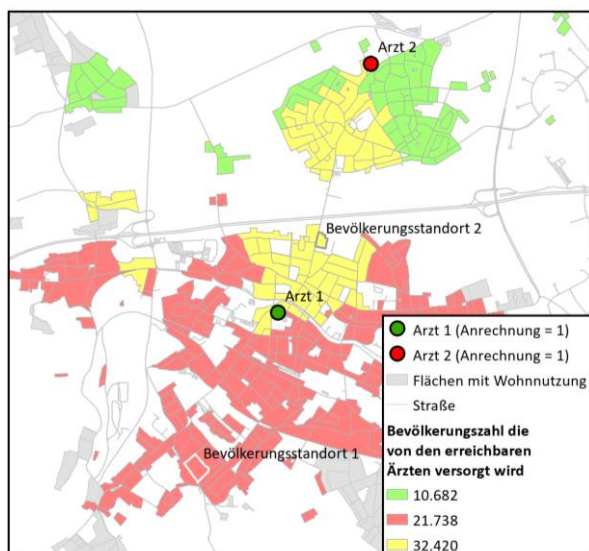 Arzt 2
Bevölkerungsstandort 2
Arzt 1
Bevölkerungsstandort 1
Arzt 1 (Anrechnung = 1)
Arzt 2 (Anrechnung = 1)
Flächen mit Wohnnutzung
Straße
Bevölkerungszahl die
von den erreichbaren
Ärzten versorgt wird
10.682
21.738
32.420